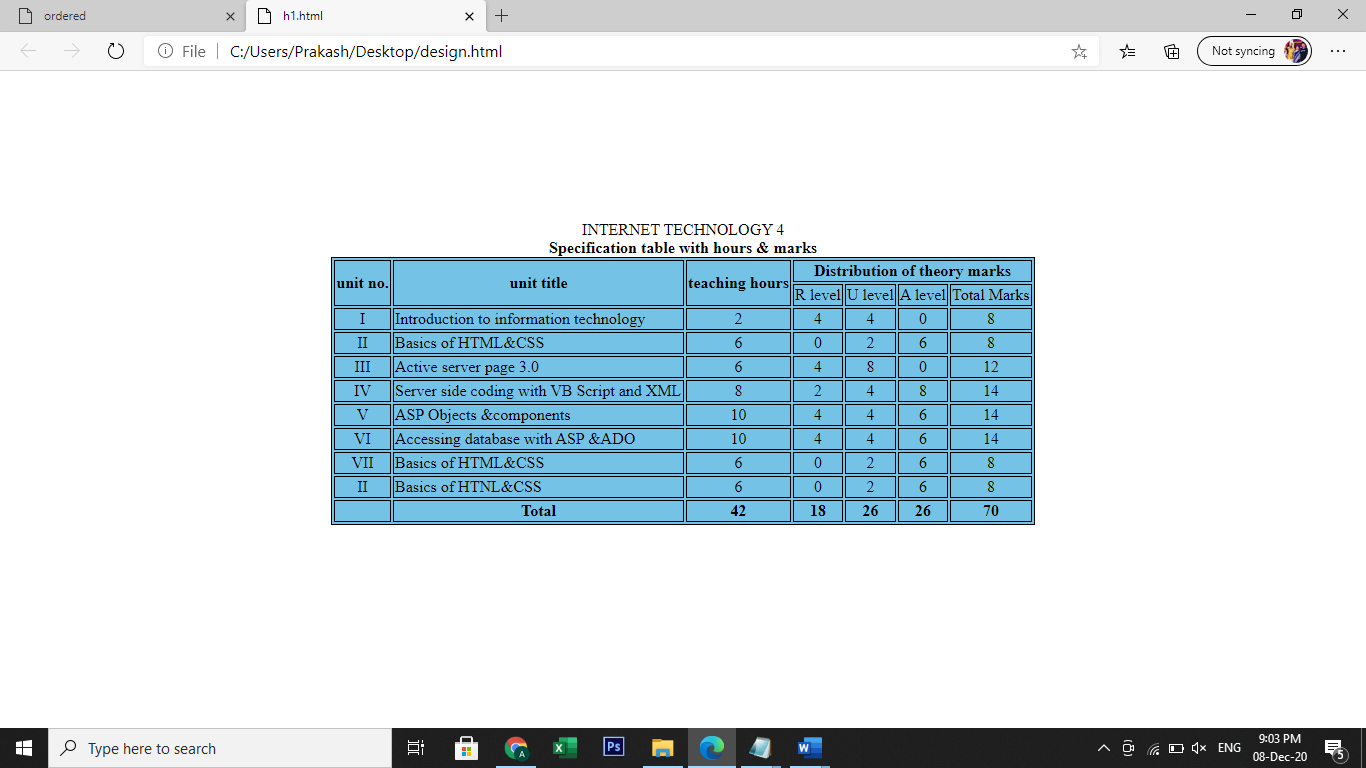 ordered
h1.html
File
C:/Users/Prakash/Desktop/design.html
Not syncing
INTERNET TECHNOLOGY 4
Specification table with hours & marks
unit no. unit title teaching hours Distribution of theory marks
R level U level A level Total Marks
I Introduction to information technology 2 4 4 0 8
II Basics of HTML&CSS 6 0 2 6 8
III Active server page 3.0 6 4 8 0 12
IV Server side coding with VB Script and XML 8 2 4 8 14
V ASP Objects &components 10 4 4 6 14
VI Accessing database with ASP &ADO 10 4 4 6 14
VII Basics of HTML&CSS 6 0 2 6 8
II Basics of HTNL&CSS 6 0 2 6 8
Total 42 18 26 26 70
Type here to search
A
Ps
W
ENG
9:03 PM
08-Dec-20
5